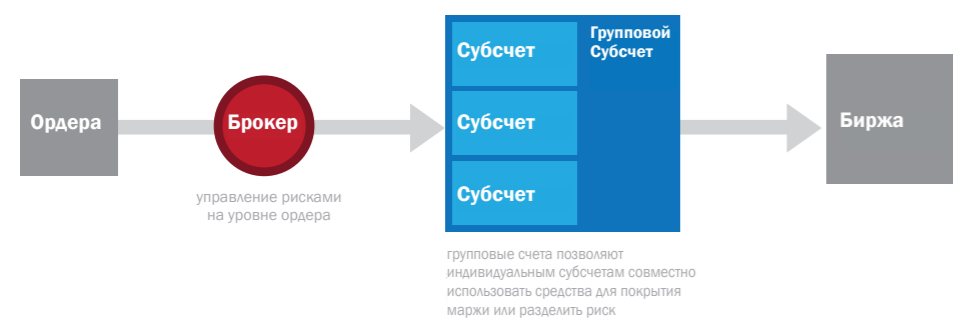 Ордера
Брокер
управление рисками
на уровне ордера
Субсчет
Субсчет
Субсчет
Групповой
Субсчет
групповые счета позволяют
индивидуальным субсчетам совместно
использовать средства для покрытия
маржи или разделить риск
Биржа